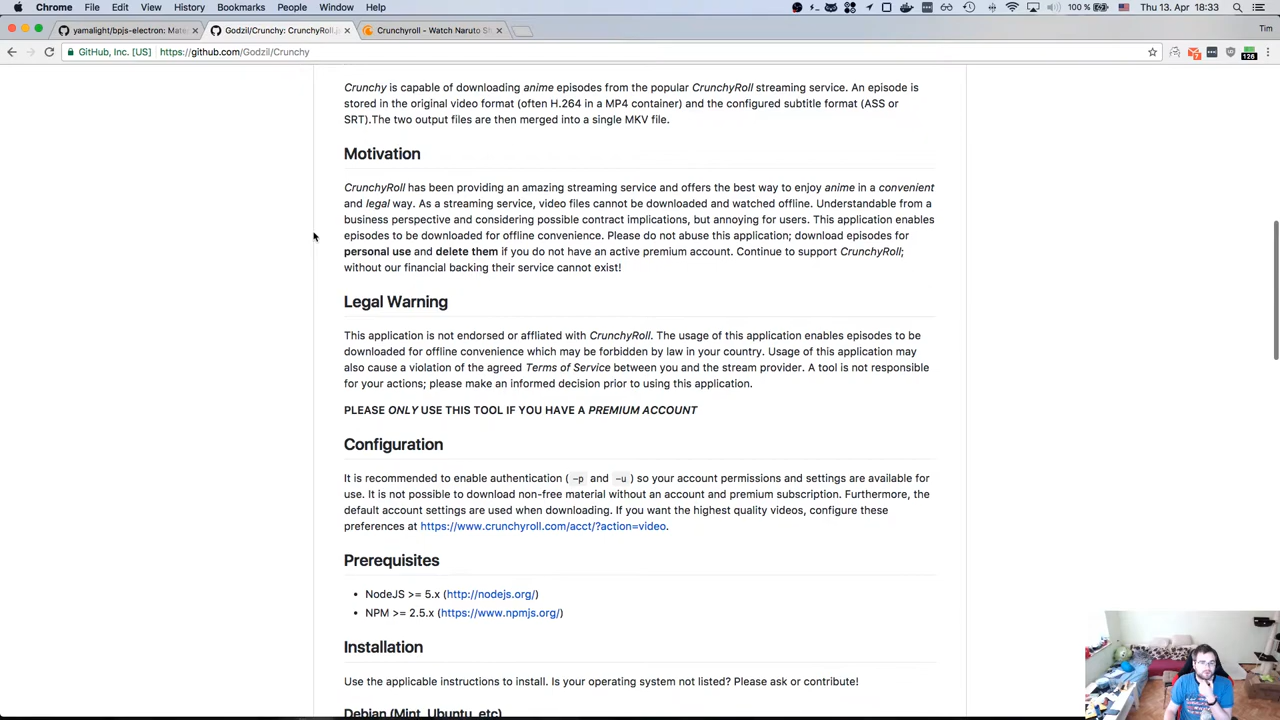 Chrome File Edit View History Bookmarks People Window Help 100 % Thu 13. Apr 18:33
yamalight/bpjs-electron: Mate × Godzil/Crunchy: CrunchyRoll.j × Crunchyroll - Watch Naruto S × Tim
GitHub, Inc. [US] https://github.com/Godzil/Crunchy
Crunchy is capable of downloading anime episodes from the popular CrunchyRoll streaming service. An episode is
stored in the original video format (often H.264 in a MP4 container) and the configured subtitle format (ASS or
SRT).The two output files are then merged into a single MKV file.
Motivation
CrunchyRoll has been providing an amazing streaming service and offers the best way to enjoy anime in a convenient
and legal way. As a streaming service, video files cannot be downloaded and watched offline. Understandable from a
business perspective and considering possible contract implications, but annoying for users. This application enables
episodes to be downloaded for offline convenience. Please do not abuse this application; download episodes for
personal use and delete them if you do not have an active premium account. Continue to support CrunchyRoll;
without our financial backing their service cannot exist!
Legal Warning
This application is not endorsed or affliated with CrunchyRoll. The usage of this application enables episodes to be
downloaded for offline convenience which may be forbidden by law in your country. Usage of this application may
also cause a violation of the agreed Terms of Service between you and the stream provider. A tool is not responsible
for your actions; please make an informed decision prior to using this application.
PLEASE ONLY USE THIS TOOL IF YOU HAVE A PREMIUM ACCOUNT
Configuration
It is recommended to enable authentication ( -p and -u ) so your account permissions and settings are available for
use. It is not possible to download non-free material without an account and premium subscription. Furthermore, the
default account settings are used when downloading. If you want the highest quality videos, configure these
preferences at https://www.crunchyroll.com/acct/?action=video.
Prerequisites
• NodeJS >= 5.x (http://nodejs.org/)
• NPM >= 2.5.x (https://www.npmjs.org/)
Installation
Use the applicable instructions to install. Is your operating system not listed? Please ask or contribute!
Debian (Mint, Ubuntu, etc)